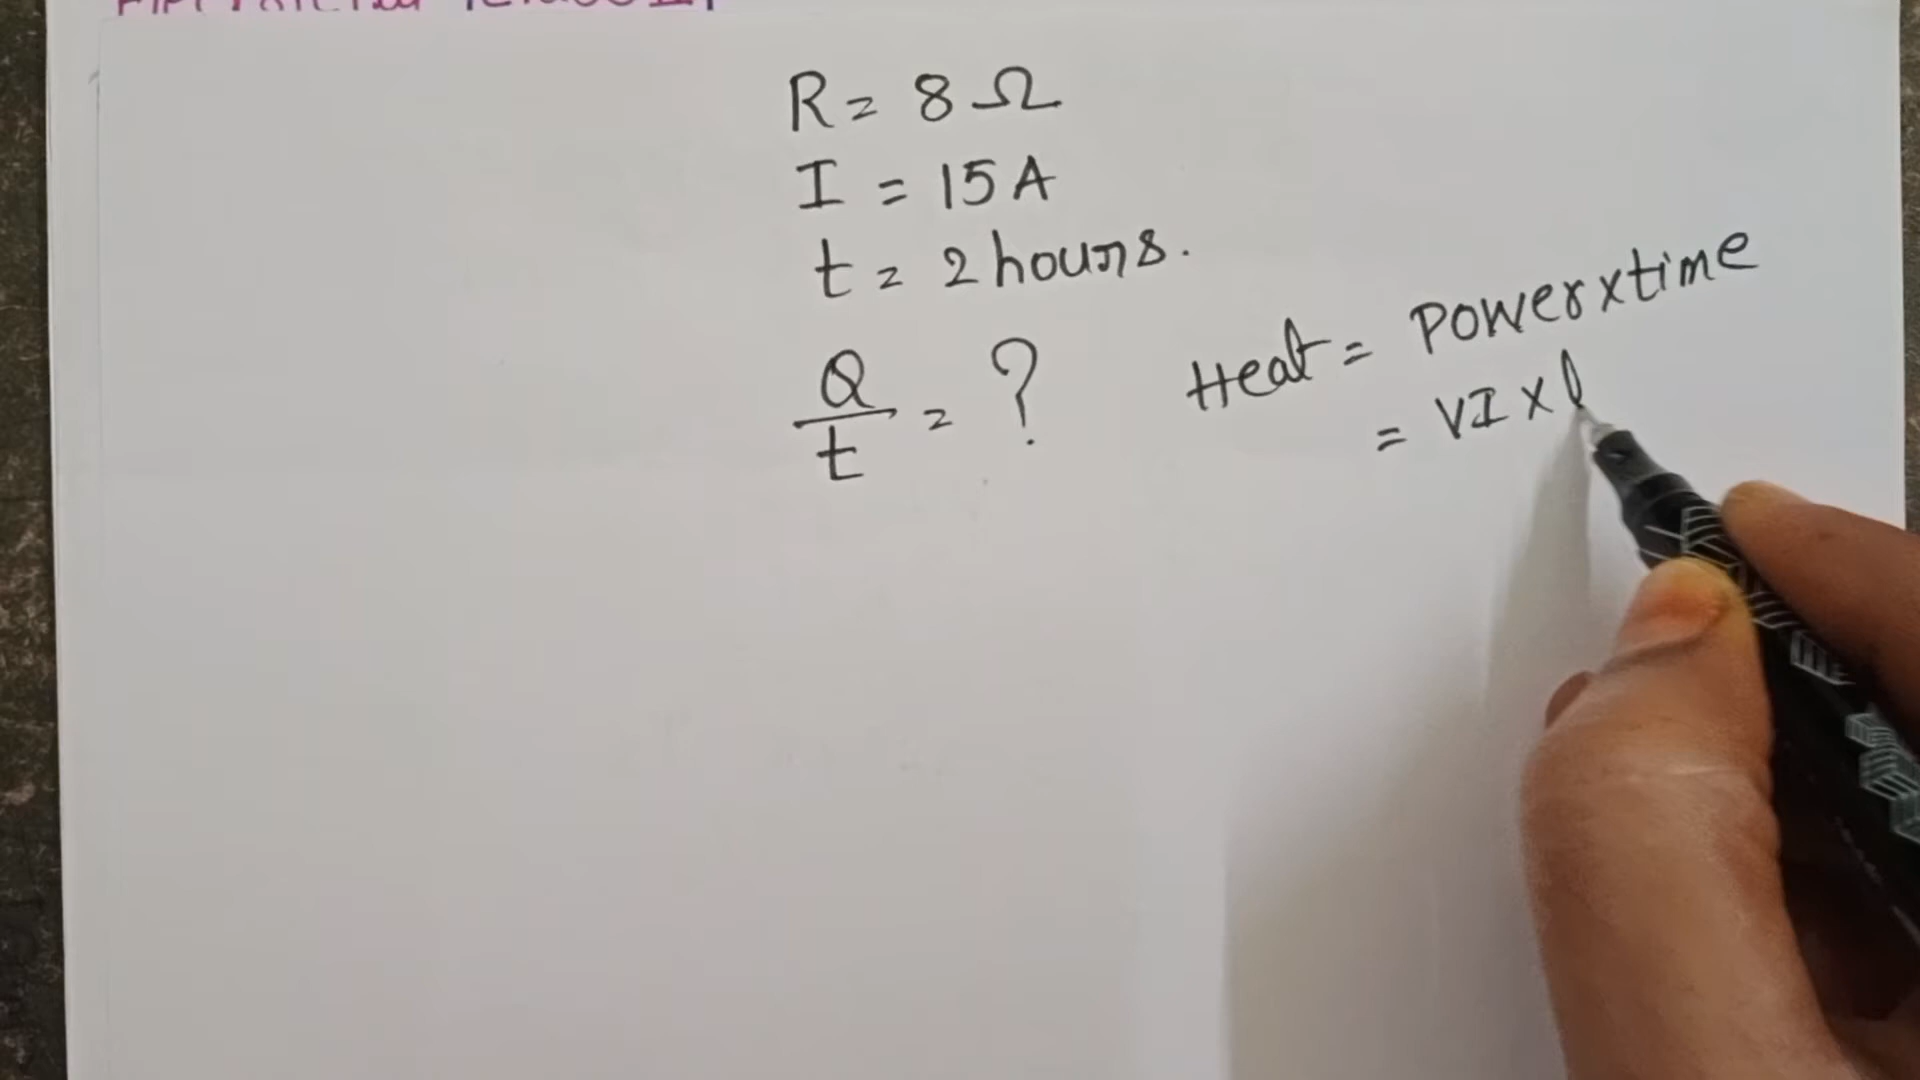 R = 8 Ω
I = 15 A
t = 2 hours.
Q/t = ?
Heat = Power x time
= VI x